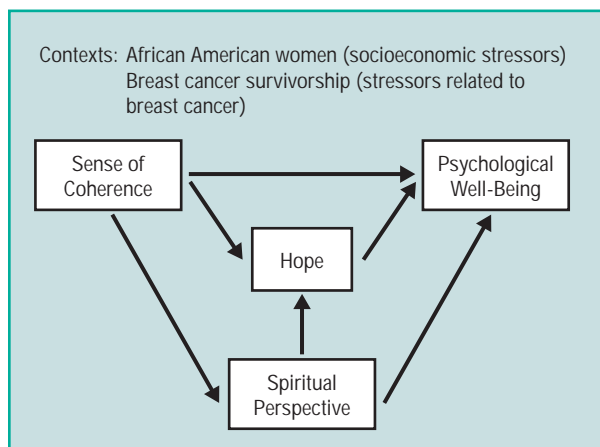 Contexts: African American women (socioeconomic stressors)
Breast cancer survivorship (stressors related to
breast cancer)
Sense of
Coherence
Psychological
Well-Being
Hope
Spiritual
Perspective